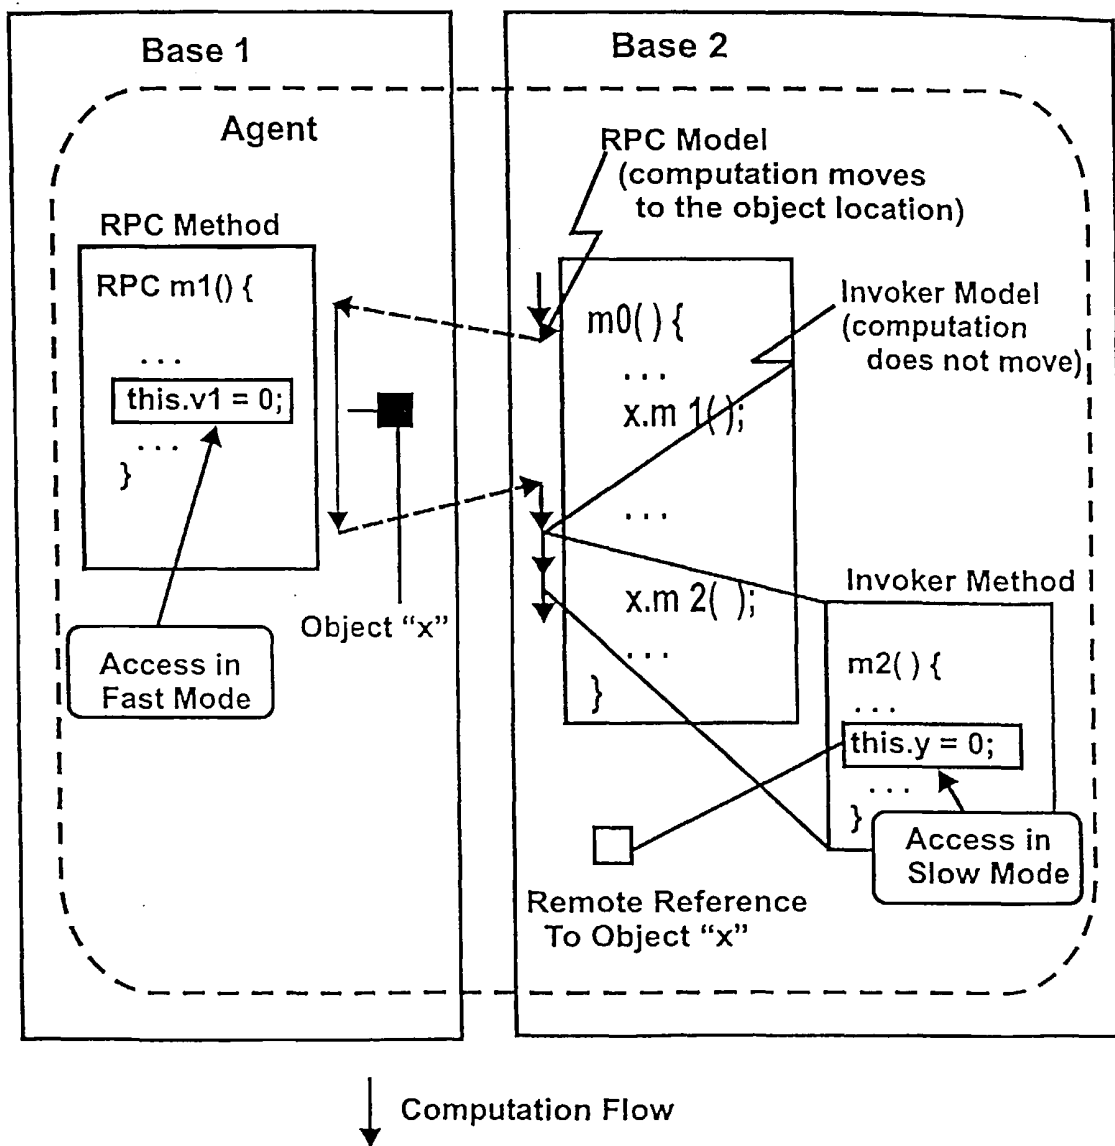 Base 1
Base 2
Agent
RPC Model
(computation moves
to the object location)
RPC Method
RPC m1() {
...
this.v1 = 0;
...
}
Object “x”
Access in
Fast Mode
m0( ) {
...
x.m 1( );
...
x.m 2( );
...
}
Invoker Model
(computation
does not move)
Invoker Method
m2( ) {
...
this.y = 0;
...
}
Access in
Slow Mode
Remote Reference
To Object “x”
Computation Flow